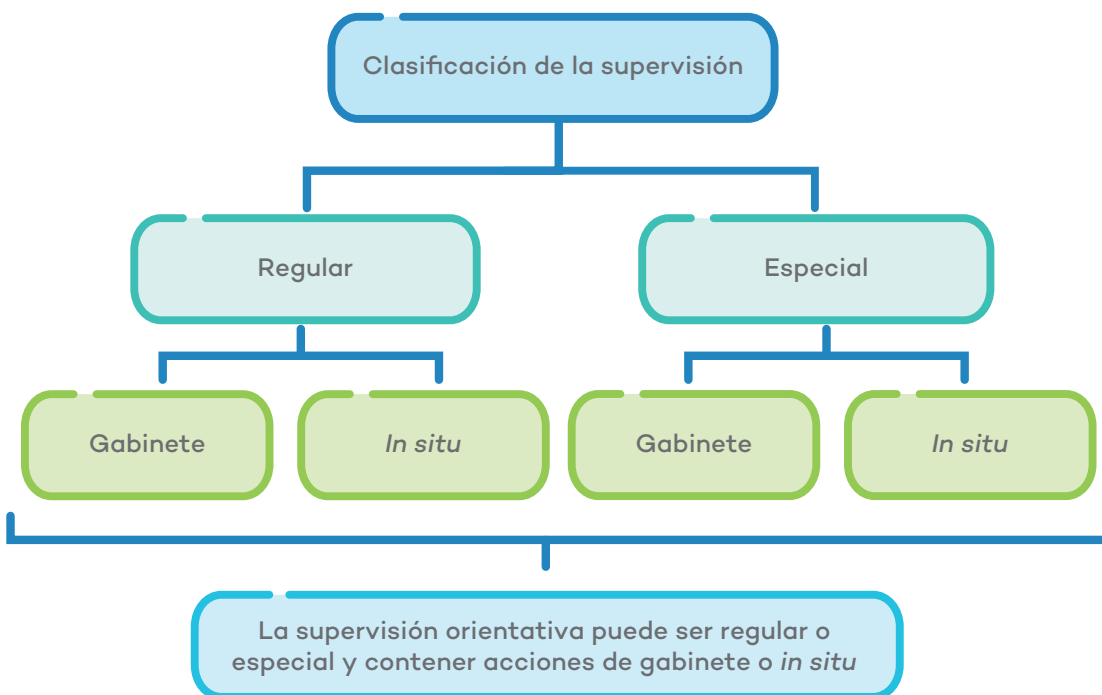 Clasificación de la supervisión
Regular
Especial
Gabinete
In situ
Gabinete
In situ
La supervisión orientativa puede ser regular o
especial y contener acciones de gabinete o in situ